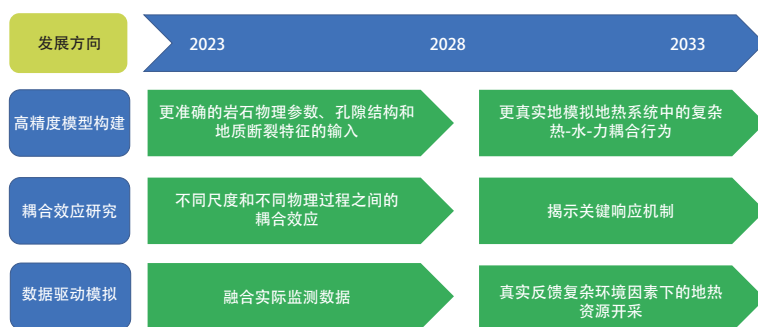 发展方向
2023
2028
2033
高精度模型构建
更准确的岩石物理参数、孔隙结构和
地质断裂特征的输入
更真实地模拟地热系统中的复杂
热-水-力耦合行为
耦合效应研究
不同尺度和不同物理过程之间的
耦合效应
揭示关键响应机制
数据驱动模拟
融合实际监测数据
真实反馈复杂环境因素下的地热
资源开采